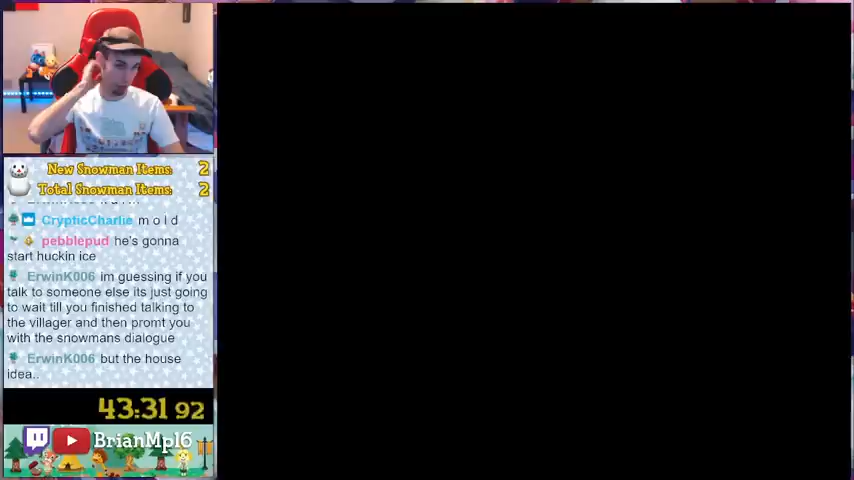 New Snowman Items: 2
Total Snowman Items: 2
CrypticCharlie m o l d
pebblepud he's gonna
start huckin ice
ErwinK006 im guessing if you
talk to someone else its just going
to wait till you finished talking to
the villager and then promt you
with the snowmans dialogue
ErwinK006 but the house
idea..
43:31 92
BrianMp16